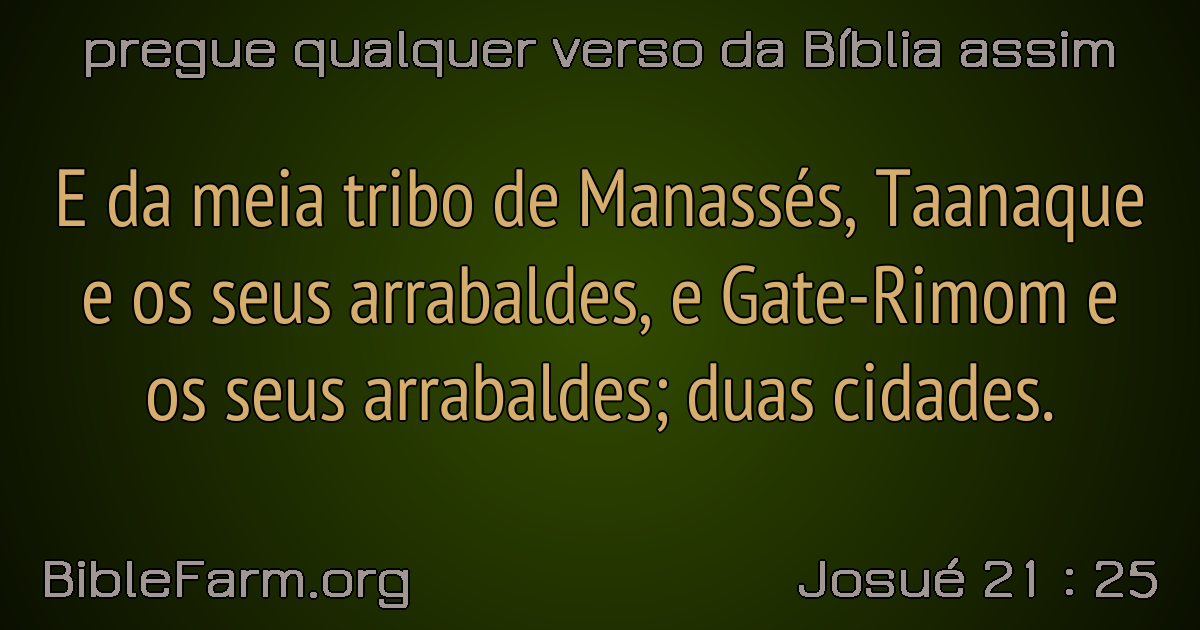 pregue qualquer verso da Bíblia assim
E da meia tribo de Manassés, Taanaque
e os seus arrabaldes, e Gate-Rimom e
os seus arrabaldes; duas cidades.
BibleFarm.org
Josué 21 : 25